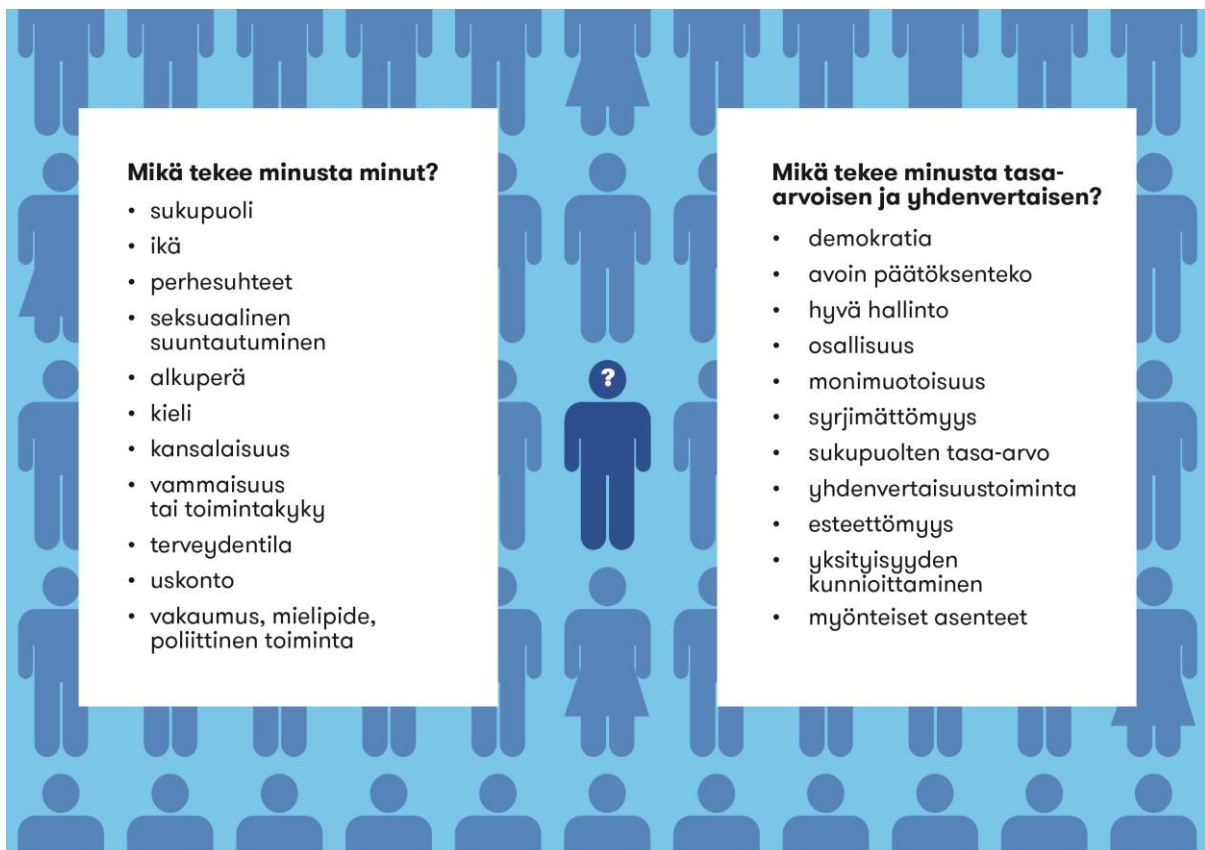 Mikä tekee minusta minut?
• sukupuoli
• ikä
• perhesuhteet
• seksuaalinen
suuntautuminen
• alkuperä
• kieli
• kansalaisuus
• vammaisuus
tai toimintakyky
• terveydentila
• uskonto
• vakaumus, mielipide,
poliittinen toiminta
?
Mikä tekee minusta tasa-
arvoisen ja yhdenvertaisen?
• demokratia
• avoin päätöksenteko
• hyvä hallinto
• osallisuus
• monimuotoisuus
• syrjimättömyys
• sukupuolten tasa-arvo
• yhdenvertaisuustoiminta
• esteettömyys
• yksityisyyden
kunnioittaminen
• myönteiset asenteet